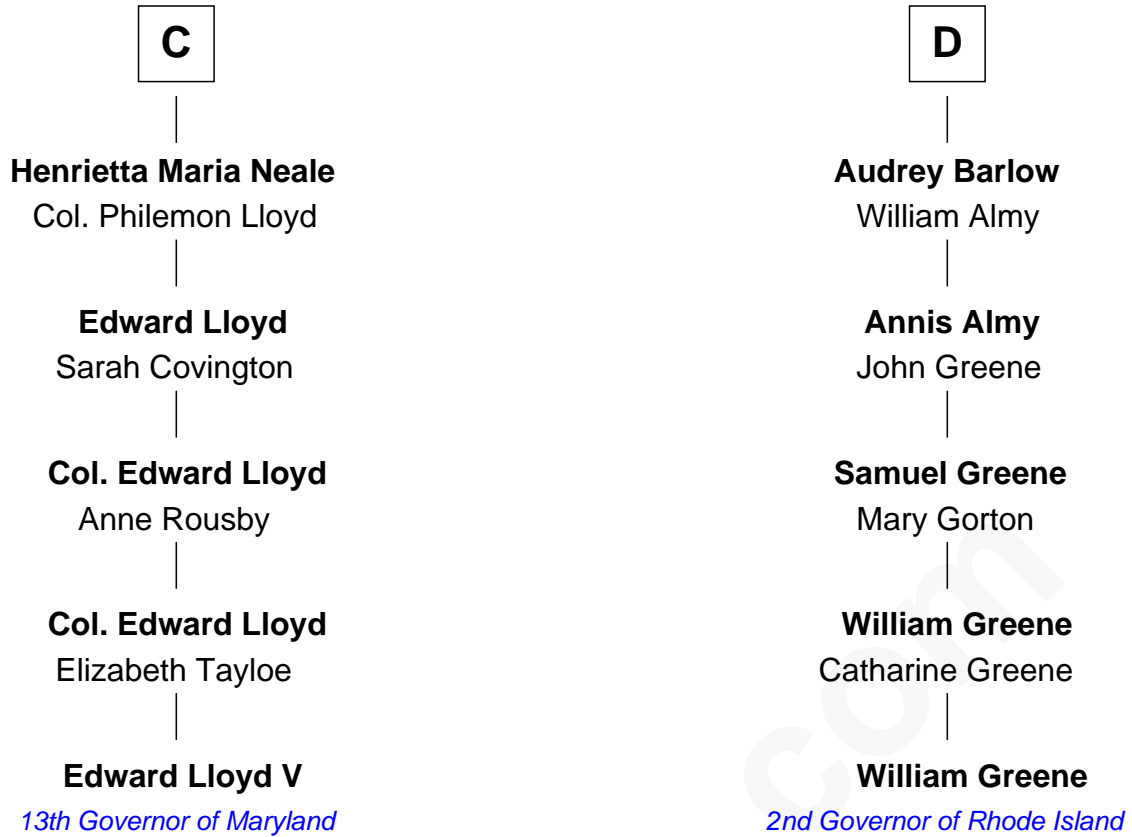 C
Henrietta Maria Neale
Col. Philemon Lloyd
Edward Lloyd
Sarah Covington
Col. Edward Lloyd
Anne Rousby
Col. Edward Lloyd
Elizabeth Tayloe
Edward Lloyd V
13th Governor of Maryland
D
Audrey Barlow
William Almy
Annis Almy
John Greene
Samuel Greene
Mary Gorton
William Greene
Catharine Greene
William Greene
2nd Governor of Rhode Island
com